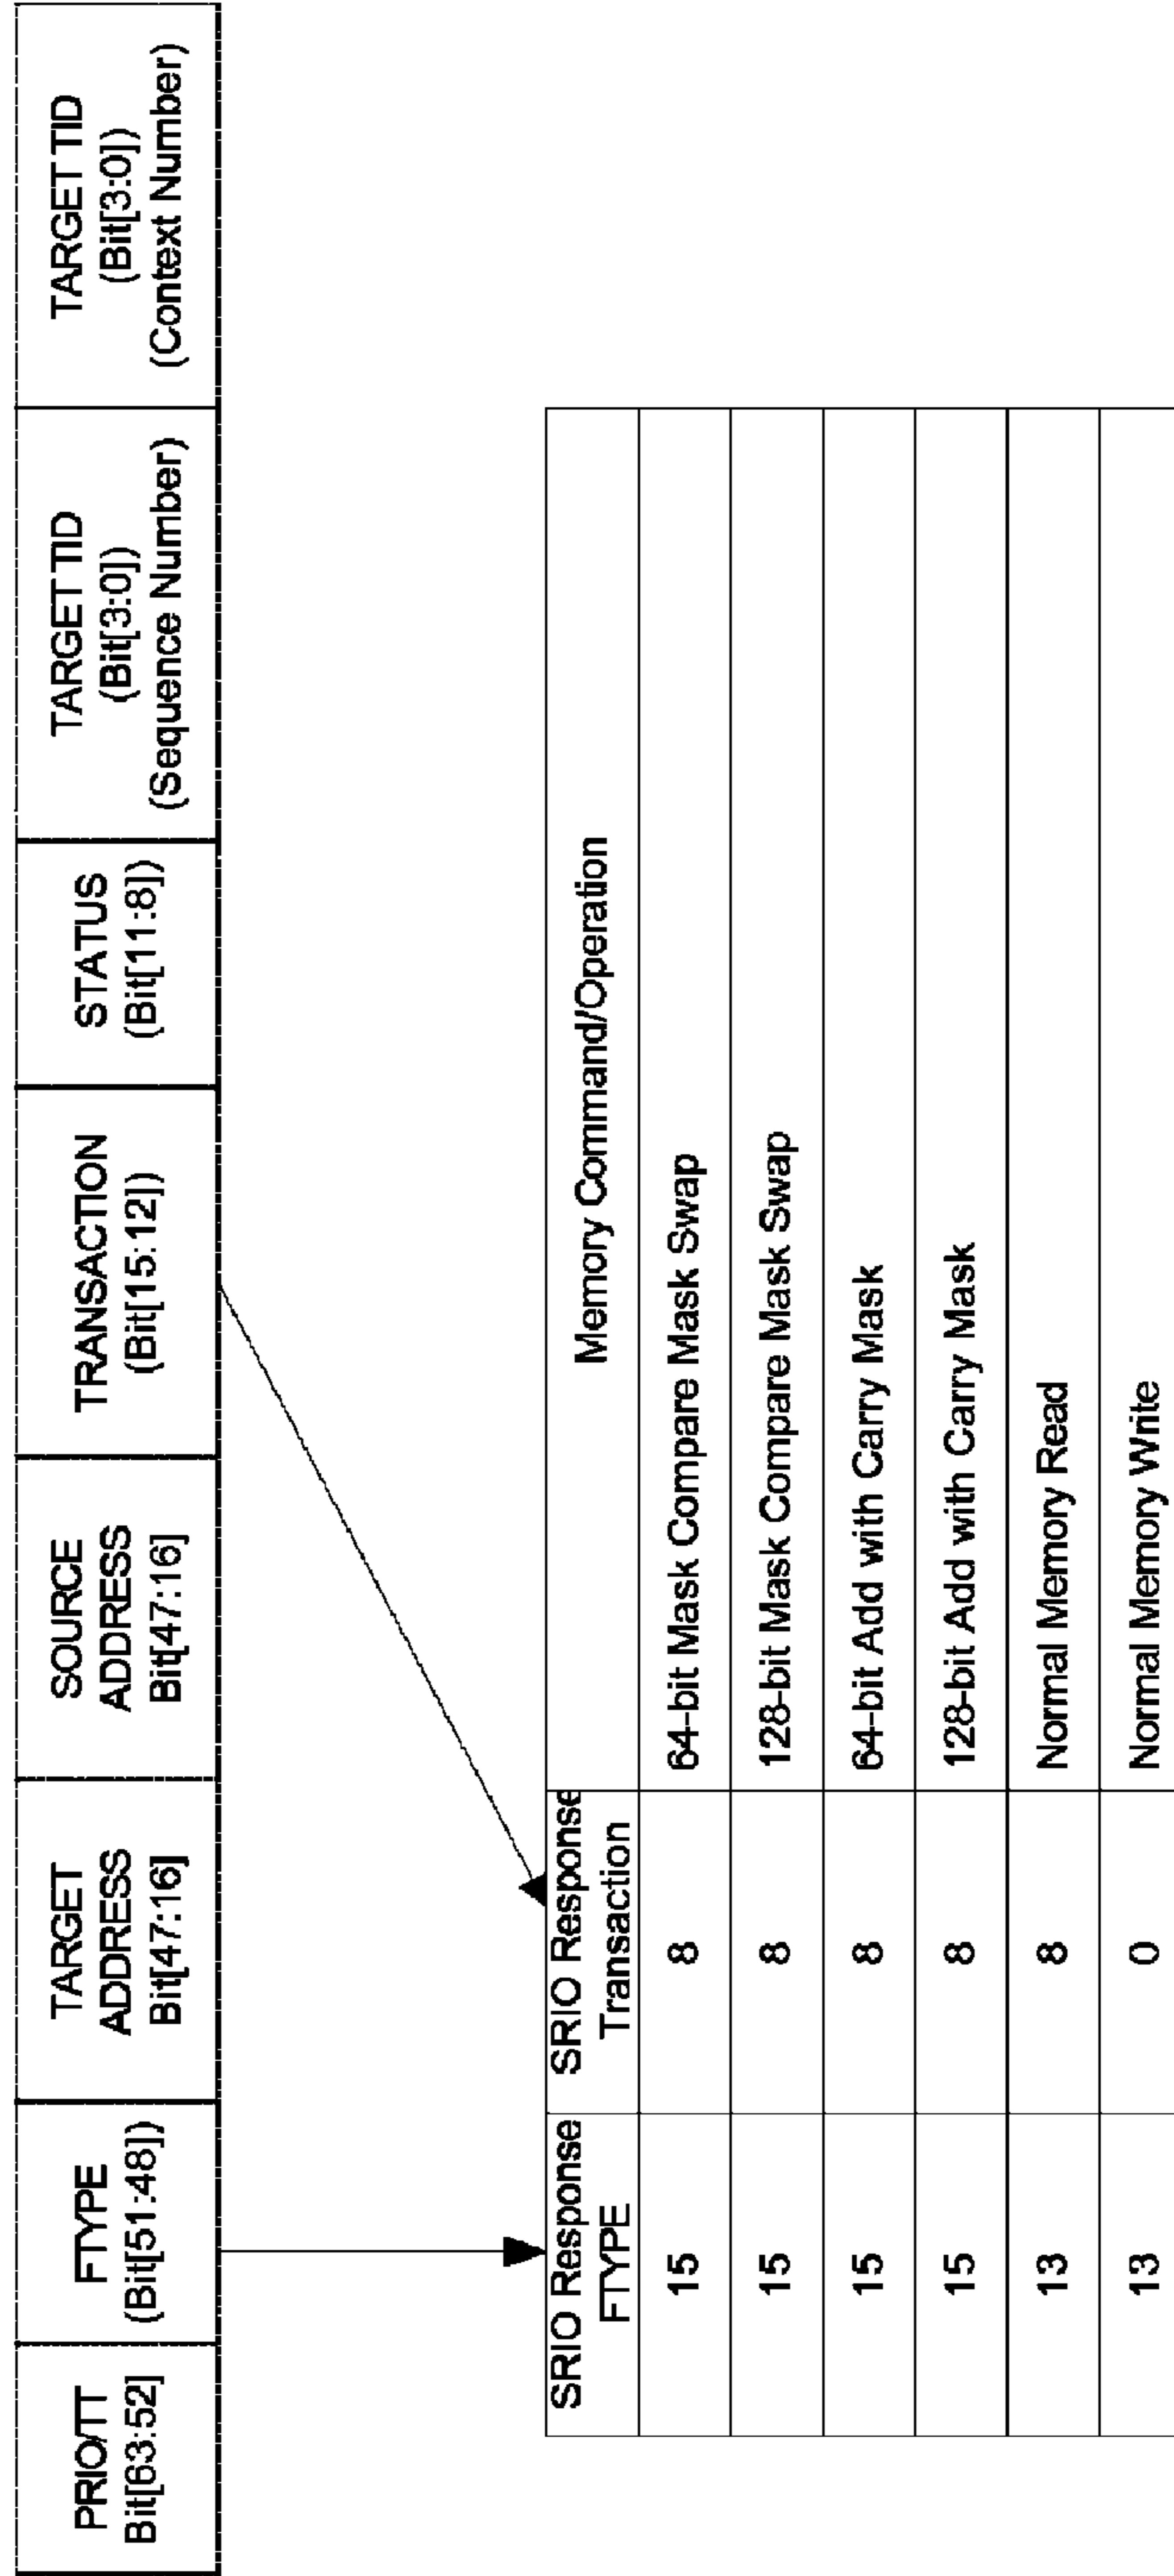 PRIO/TT
Bit[63:52]
FTYPE
(Bit[51:48])
TARGET
ADDRESS
Bit[47:16]
SOURCE
ADDRESS
Bit[47:16]
TRANSACTION
(Bit[15:12])
STATUS
(Bit[11:8])
TARGET TID
(Bit[3:0])
(Sequence Number)
TARGET TID
(Bit[3:0])
(Context Number)
SRIO Response
FTYPE
SRIO Response
Transaction
Memory Command/Operation
15 8 64-bit Mask Compare Mask Swap
15 8 128-bit Mask Compare Mask Swap
15 8 64-bit Add with Carry Mask
15 8 128-bit Add with Carry Mask
13 8 Normal Memory Read
13 0 Normal Memory Write